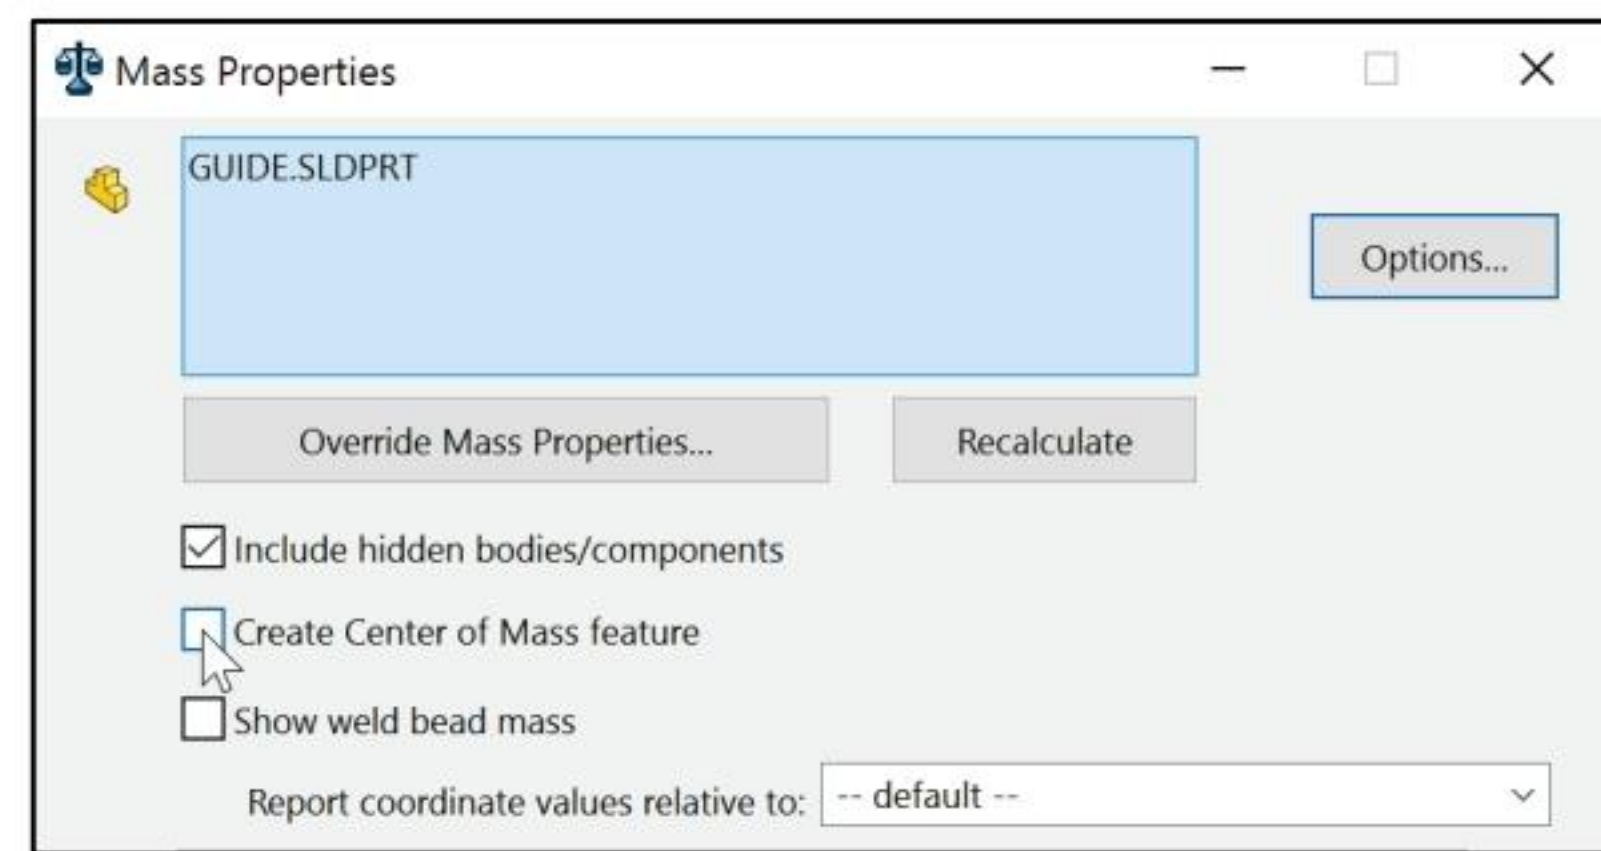 Mass Properties
GUIDE.SLDPRT
Options...
Override Mass Properties...
Recalculate
Include hidden bodies/components
Create Center of Mass feature
Show weld bead mass
Report coordinate values relative to:
-- default --